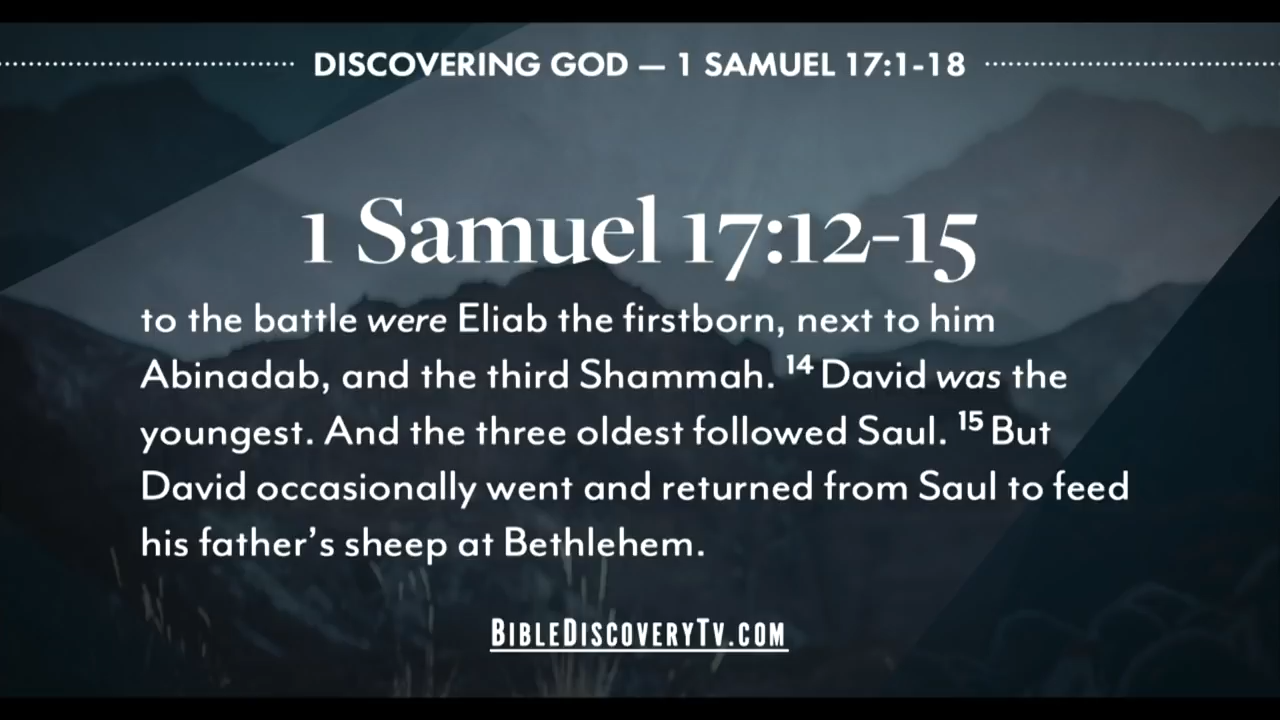 DISCOVERING GOD — 1 SAMUEL 17:1-18
1 Samuel 17:12-15
to the battle were Eliab the firstborn, next to him
Abinadab, and the third Shammah. 14 David was the
youngest. And the three oldest followed Saul. 15 But
David occasionally went and returned from Saul to feed
his father’s sheep at Bethlehem.
BIBLEDISCOVERYTV.COM